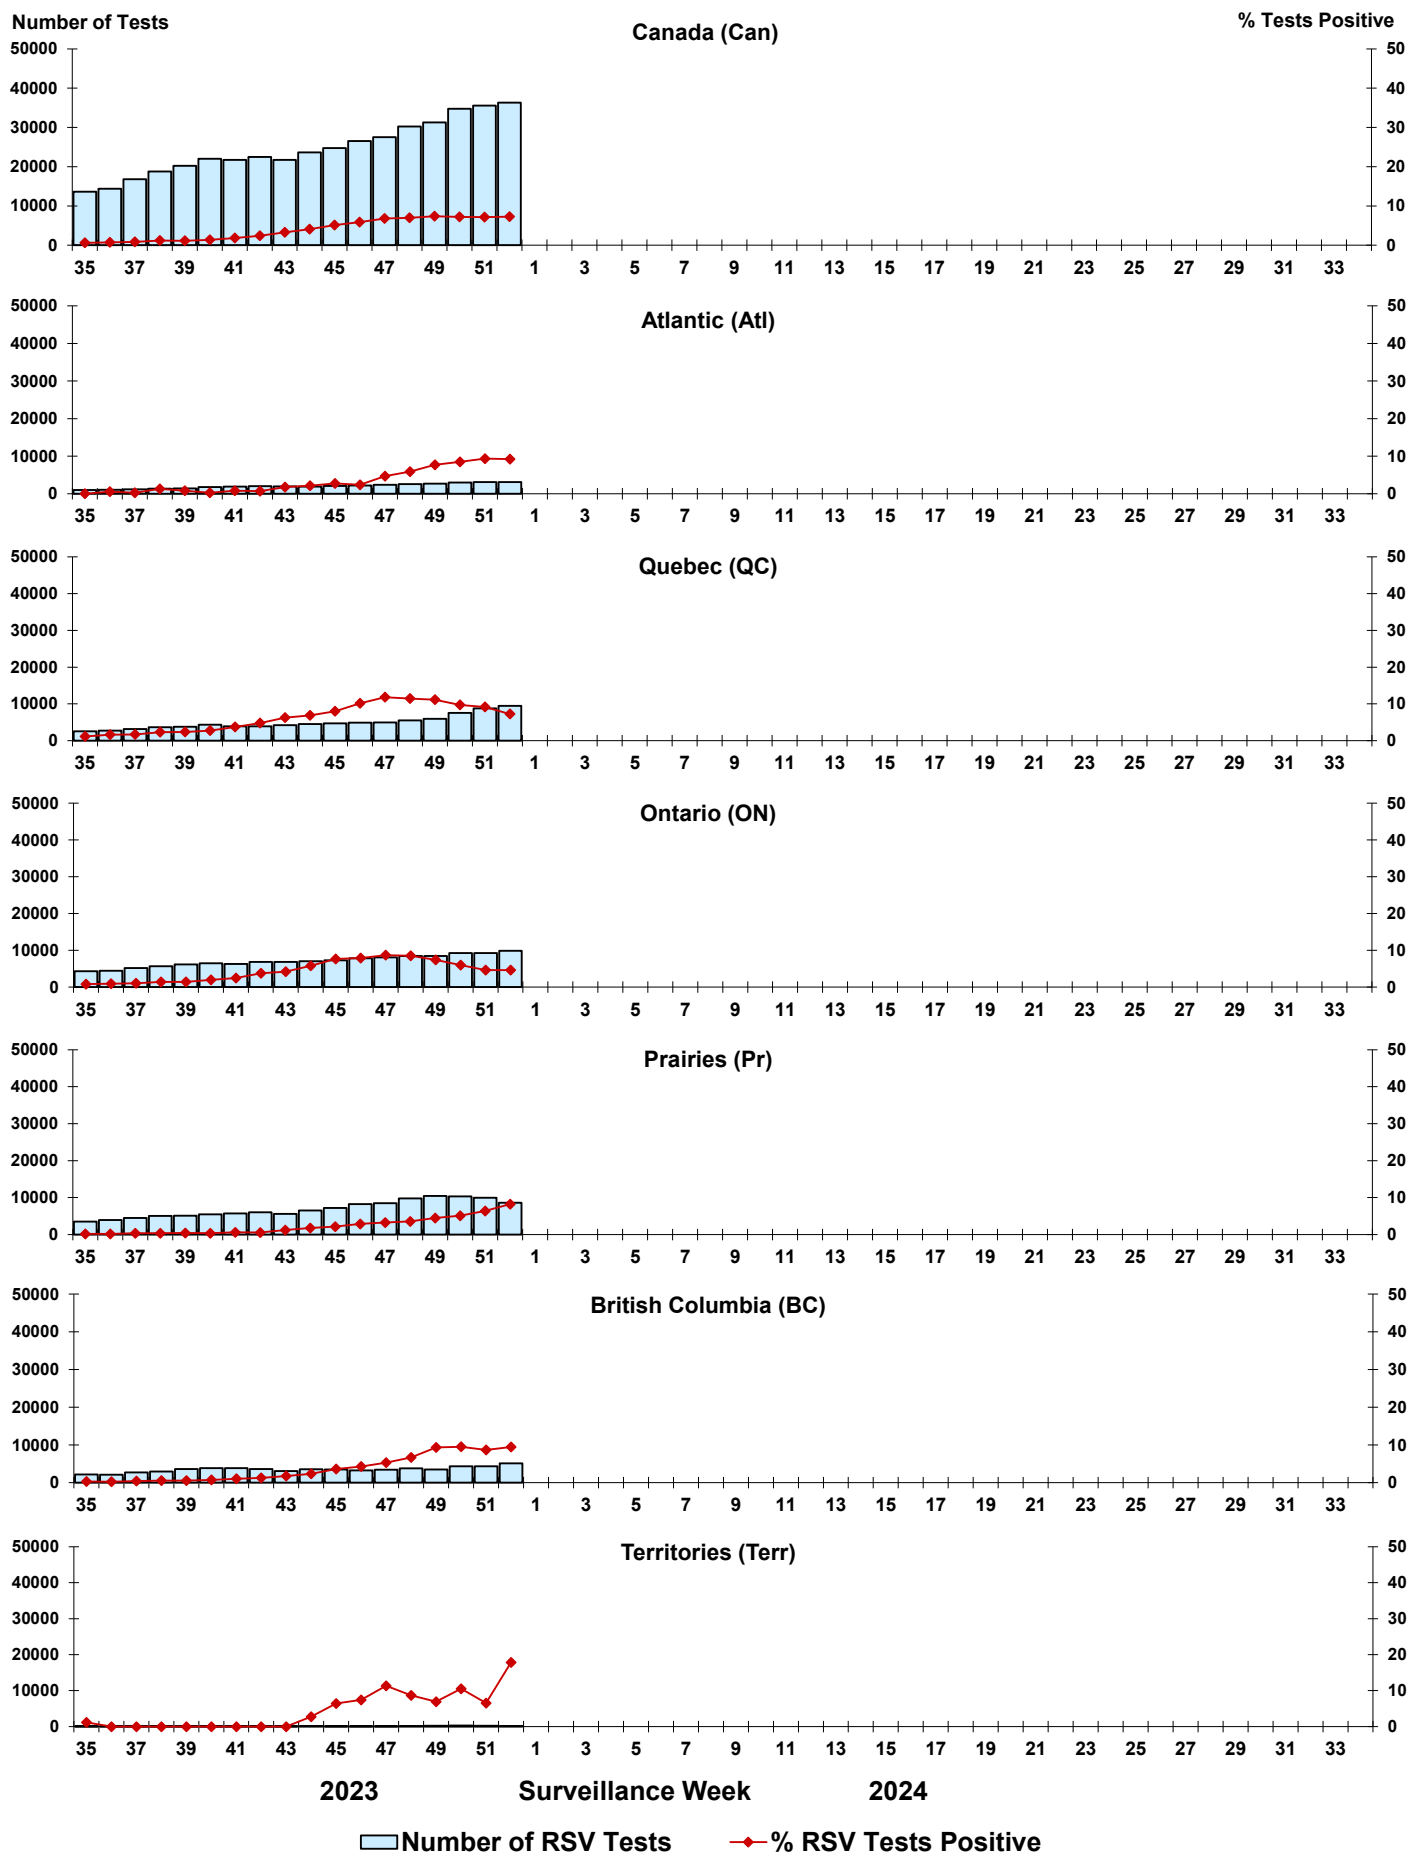 Number of Tests
% Tests Positive
Canada (Can)
50000 50
40000 40
30000 30
20000 20
10000 10
0 0
35 37 39 41 43 45 47 49 51 1 3 5 7 9 11 13 15 17 19 21 23 25 27 29 31 33
Atlantic (Atl)
50000 50
40000 40
30000 30
20000 20
10000 10
0 0
35 37 39 41 43 45 47 49 51 1 3 5 7 9 11 13 15 17 19 21 23 25 27 29 31 33
Quebec (QC)
50000 50
40000 40
30000 30
20000 20
10000 10
0 0
35 37 39 41 43 45 47 49 51 1 3 5 7 9 11 13 15 17 19 21 23 25 27 29 31 33
Ontario (ON)
50000 50
40000 40
30000 30
20000 20
10000 10
0 0
35 37 39 41 43 45 47 49 51 1 3 5 7 9 11 13 15 17 19 21 23 25 27 29 31 33
Prairies (Pr)
50000 50
40000 40
30000 30
20000 20
10000 10
0 0
35 37 39 41 43 45 47 49 51 1 3 5 7 9 11 13 15 17 19 21 23 25 27 29 31 33
British Columbia (BC)
50000 50
40000 40
30000 30
20000 20
10000 10
0 0
35 37 39 41 43 45 47 49 51 1 3 5 7 9 11 13 15 17 19 21 23 25 27 29 31 33
Territories (Terr)
50000 50
40000 40
30000 30
20000 20
10000 10
0 0
35 37 39 41 43 45 47 49 51 1 3 5 7 9 11 13 15 17 19 21 23 25 27 29 31 33
2023 Surveillance Week 2024
Number of RSV Tests % RSV Tests Positive